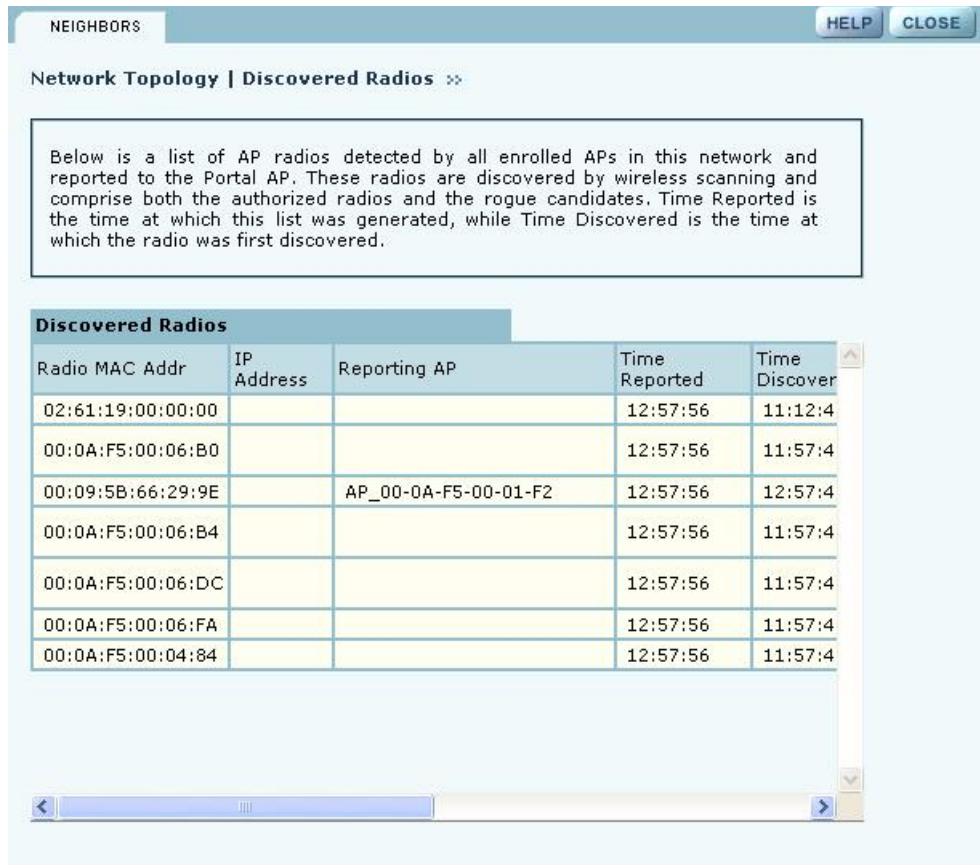 NEIGHBORS
HELP
CLOSE
Network Topology | Discovered Radios »
Below is a list of AP radios detected by all enrolled APs in this network and
reported to the Portal AP. These radios are discovered by wireless scanning and
comprise both the authorized radios and the rogue candidates. Time Reported is
the time at which this list was generated, while Time Discovered is the time at
which the radio was first discovered.
Discovered Radios
Radio MAC Addr IP Address Reporting AP Time Reported Time Discover
02:61:19:00:00:00 12:57:56 11:12:4
00:0A:F5:00:06:B0 12:57:56 11:57:4
00:09:5B:66:29:9E AP_00-0A-F5-00-01-F2 12:57:56 12:57:4
00:0A:F5:00:06:B4 12:57:56 11:57:4
00:0A:F5:00:06:DC 12:57:56 11:57:4
00:0A:F5:00:06:FA 12:57:56 11:57:4
00:0A:F5:00:04:84 12:57:56 11:57:4